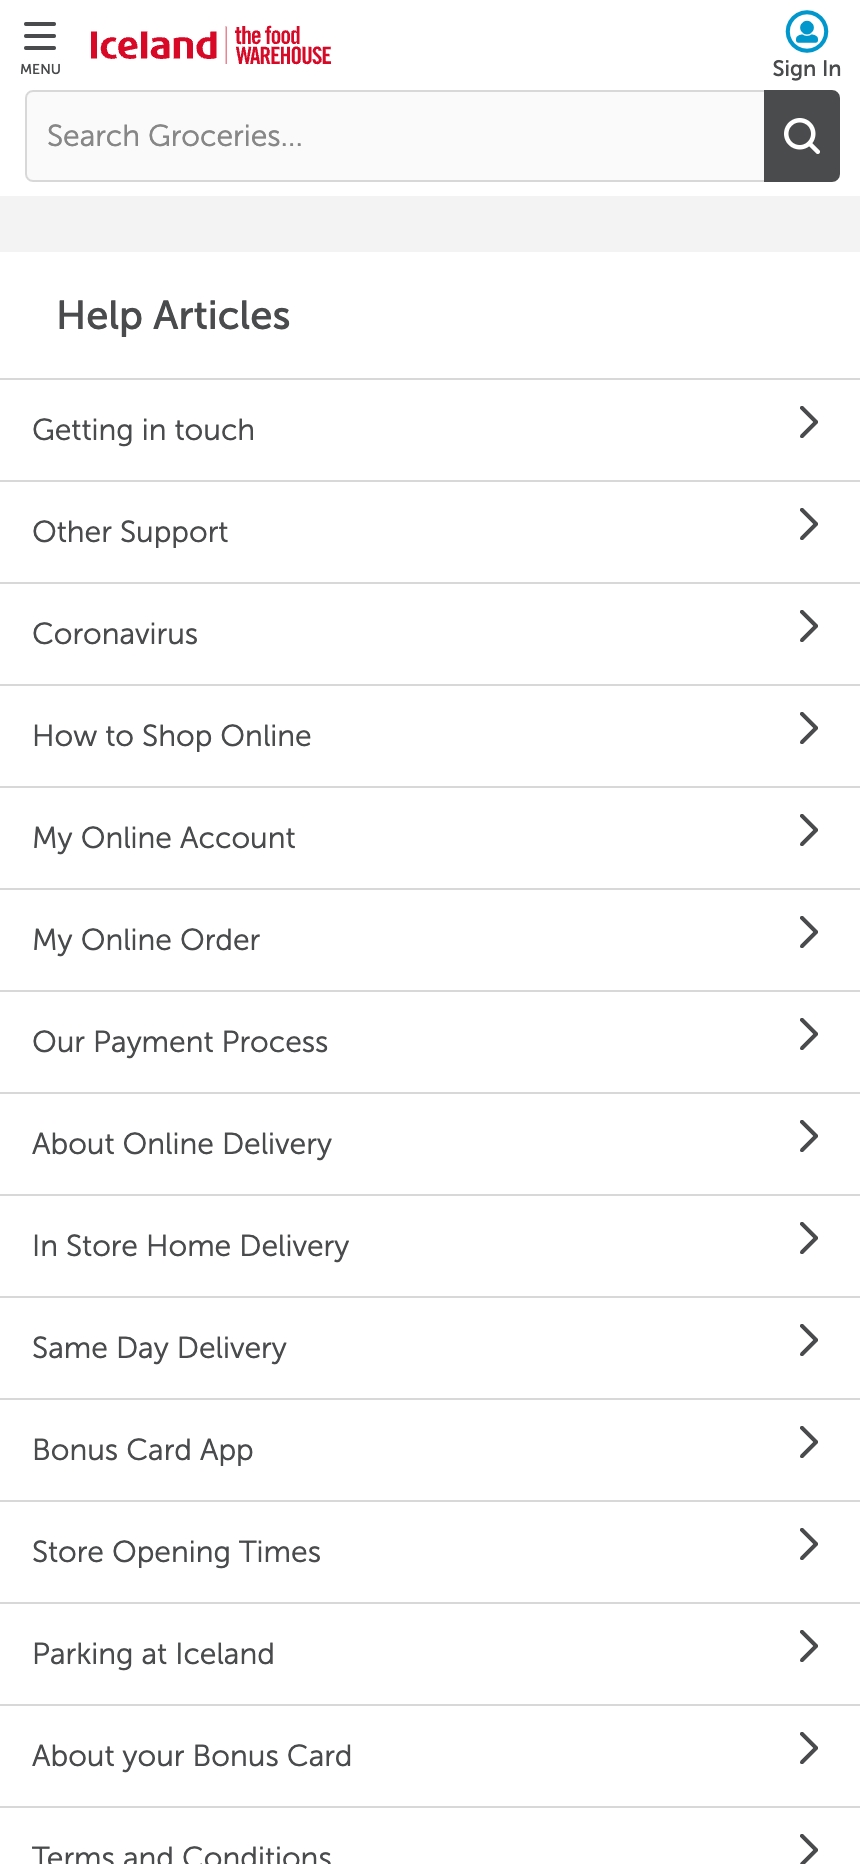 MENU
Iceland
the food
WAREHOUSE
Sign In
Search Groceries...
Help Articles
Getting in touch
Other Support
Coronavirus
How to Shop Online
My Online Account
My Online Order
Our Payment Process
About Online Delivery
In Store Home Delivery
Same Day Delivery
Bonus Card App
Store Opening Times
Parking at Iceland
About your Bonus Card
Terms and Conditions